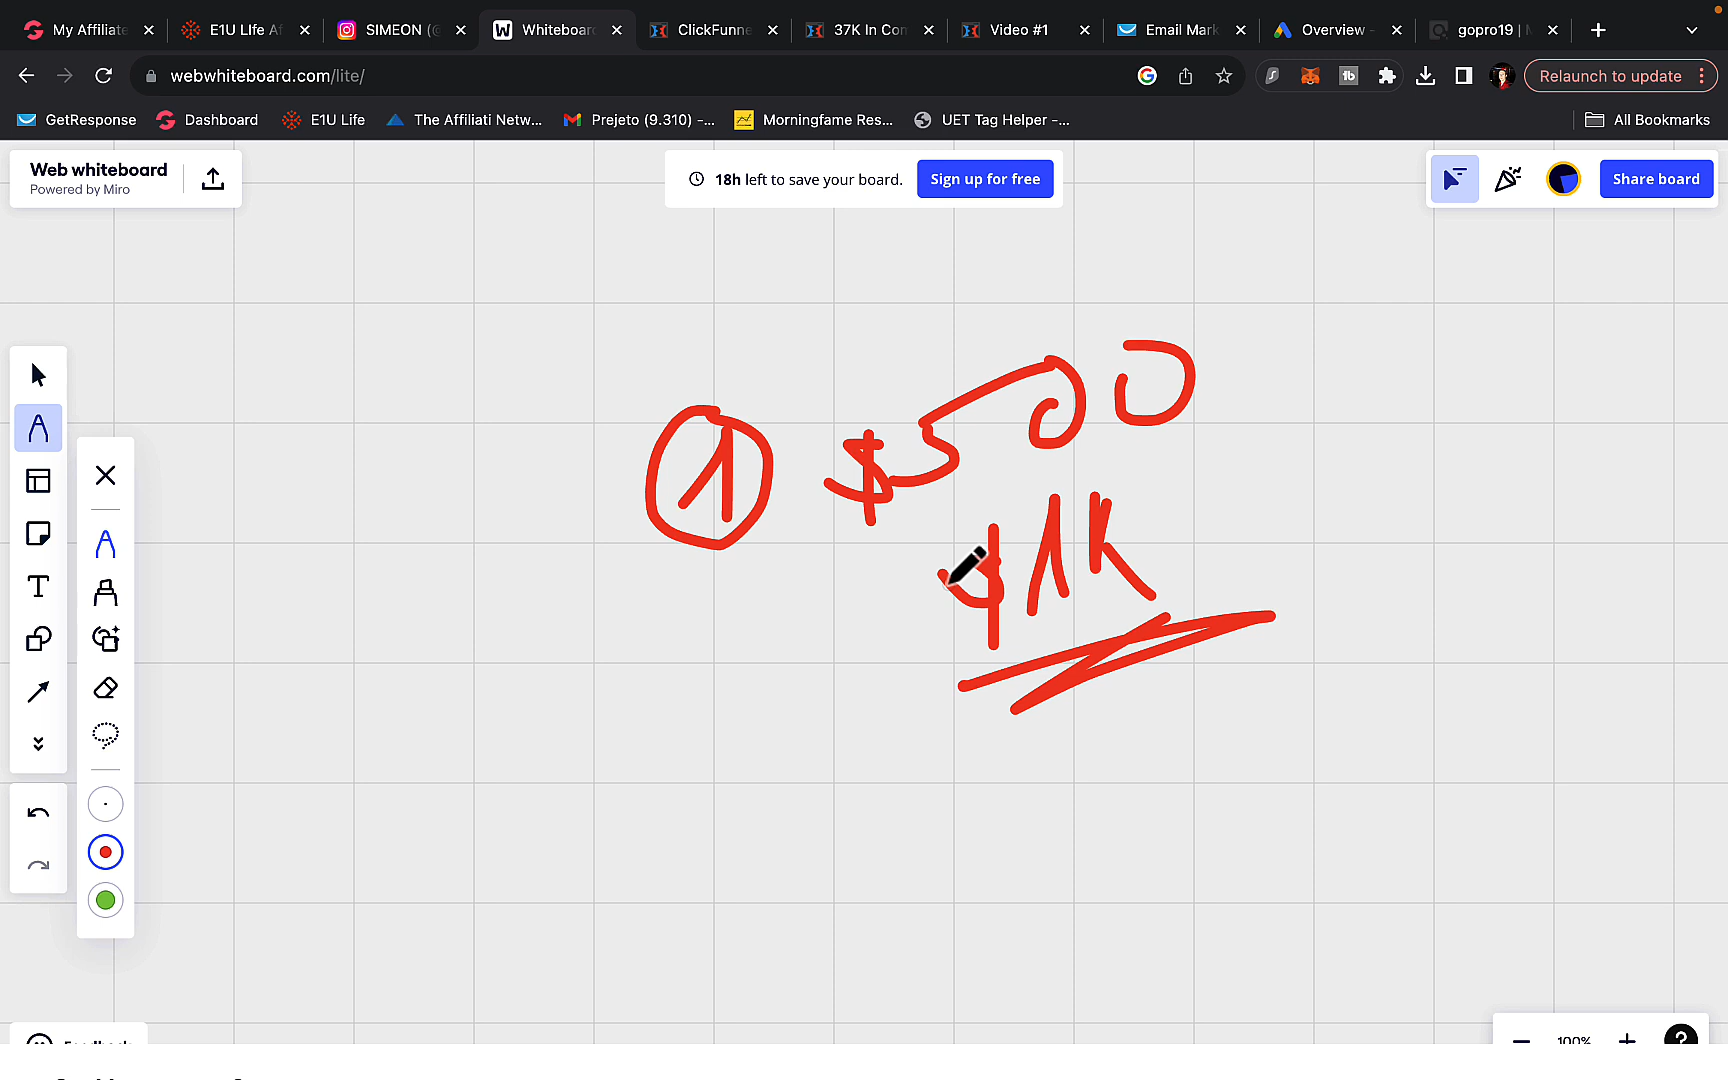 My Affiliate
E1U LIfe Af
SIMEON (@
Whiteboar
ClickFunne
37K In Com
Video #1
Email Mark
Overview -
gopro19 |
webwhiteboard.com/lite/
Relaunch to update
GetResponse
Dashboard
E1U Life
The Affiliati Netw...
Prejeto (9.310) -...
Morningfame Res...
UET Tag Helper -...
All Bookmarks
Web whiteboard
Powered by Miro
18h left to save your board.
Sign up for free
Share board
1 $500
$1K
T
100%
?